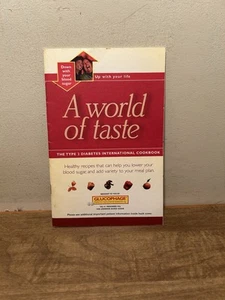 Down
with
your
blood
sugar
Up with your life
A world
of taste
THE TYPE 2 DIABETES INTERNATIONAL COOKBOOK
Healthy recipes that can help you lower your
blood sugar and add variety to your meal plan
GLUCOPHAGE